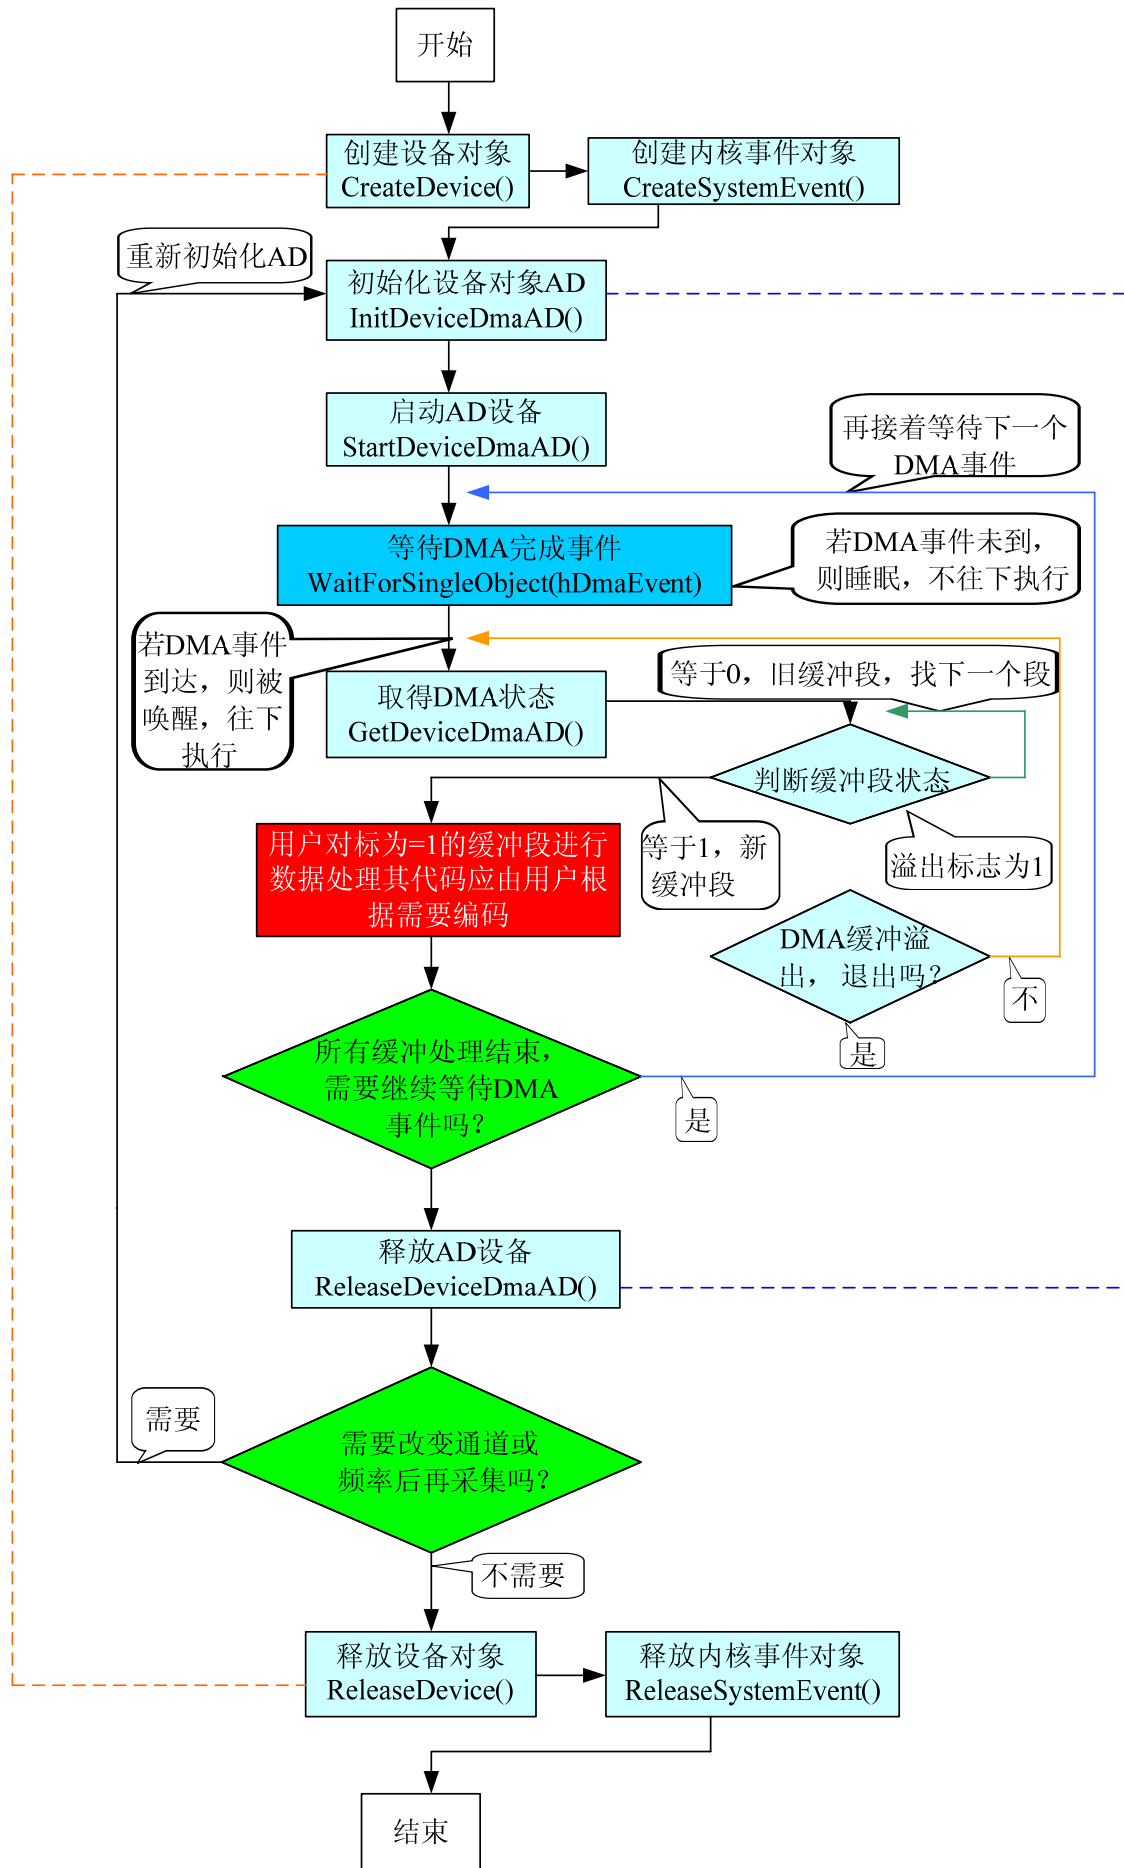 开始
创建设备对象
CreateDevice()
创建内核事件对象
CreateSystemEvent()
重新初始化AD
初始化设备对象AD
InitDeviceDmaAD()
启动AD设备
StartDeviceDmaAD()
再接着等待下一个
DMA事件
等待DMA完成事件
WaitForSingleObject(hDmaEvent)
若DMA事件未到，
则睡眠，不往下执行
若DMA事件
到达，则被
唤醒，往下
执行
取得DMA状态
GetDeviceDmaAD()
等于0，旧缓冲段，找下一个段
判断缓冲段状态
等于1，新
缓冲段
溢出标志为1
用户对标为=1的缓冲段进行
数据处理其代码应由用户根
据需要编码
DMA缓冲溢
出， 退出吗？
不
是
所有缓冲处理结束，
需要继续等待DMA
事件吗？
是
释放AD设备
ReleaseDeviceDmaAD()
需要
需要改变通道或
频率后再采集吗？
不需要
释放设备对象
ReleaseDevice()
释放内核事件对象
ReleaseSystemEvent()
结束